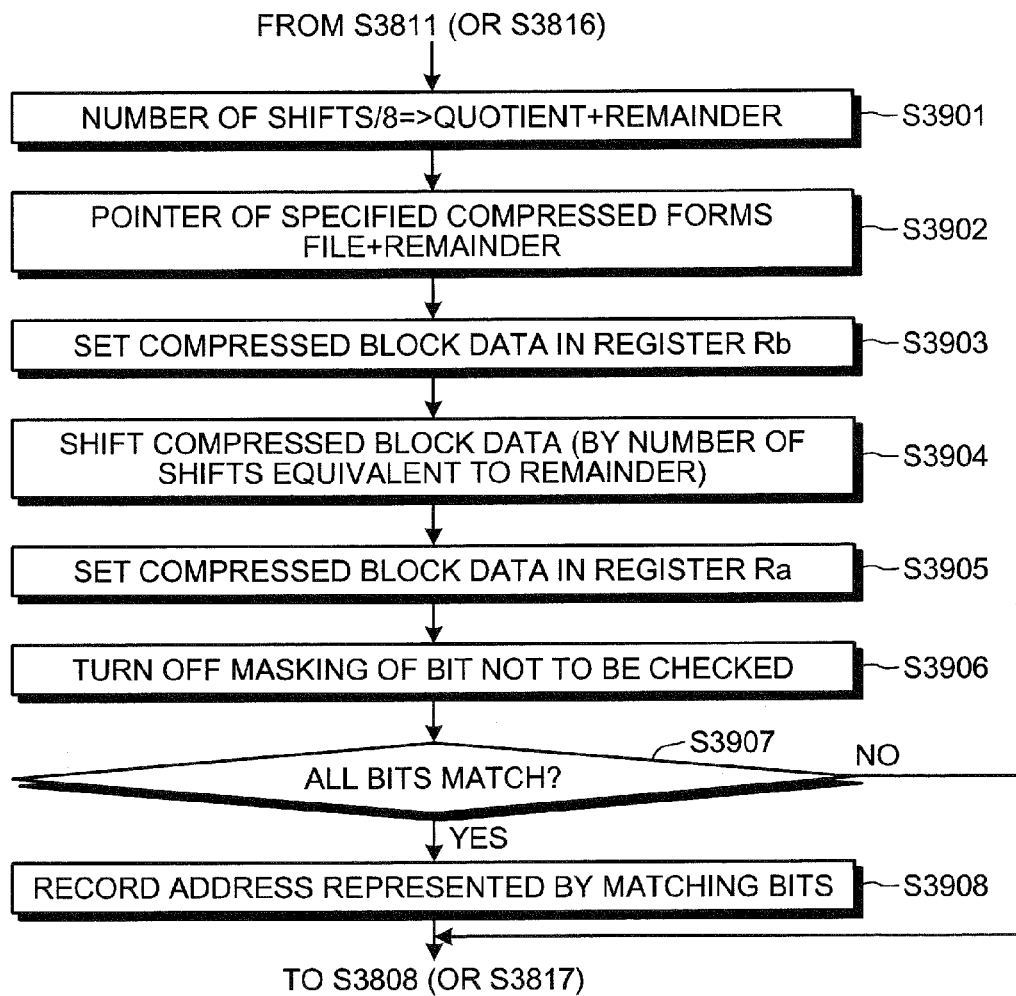 FROM S3811 (OR S3816)
NUMBER OF SHIFTS/8=>QUOTIENT+REMAINDER
S3901
POINTER OF SPECIFIED COMPRESSED FORMS
FILE+REMAINDER
S3902
SET COMPRESSED BLOCK DATA IN REGISTER Rb
S3903
SHIFT COMPRESSED BLOCK DATA (BY NUMBER OF
SHIFTS EQUIVALENT TO REMAINDER)
S3904
SET COMPRESSED BLOCK DATA IN REGISTER Ra
S3905
TURN OFF MASKING OF BIT NOT TO BE CHECKED
S3906
S3907
ALL BITS MATCH?
NO
YES
RECORD ADDRESS REPRESENTED BY MATCHING BITS
S3908
TO S3808 (OR S3817)